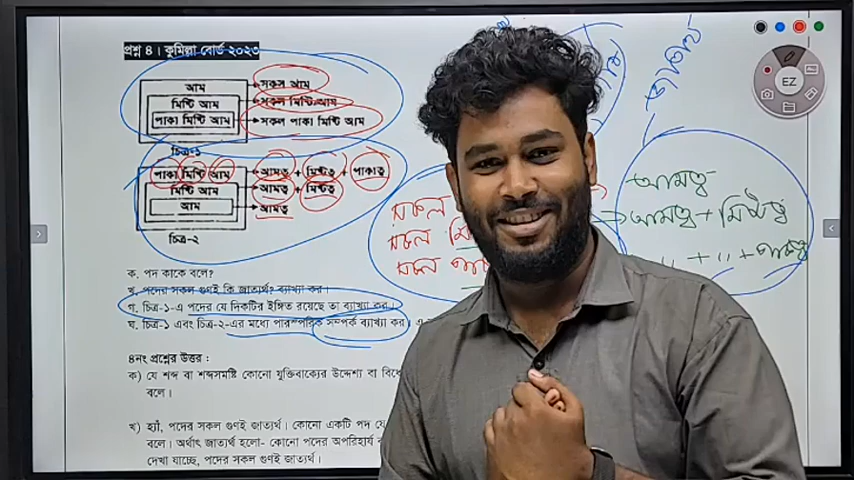 প্রশ্ন ৪। কুমিল্লা বোর্ড ২০২৩
আম
সকল আম
মিষ্টি আম
সকল মিষ্টি আম
পাকা মিষ্টি আম
সকল পাকা মিষ্টি আম
চিত্র-১
পাকা মিষ্টি আম
আমত্ব + মিষ্টত্ব + পাকাত্ব
মিষ্টি আম
আমত্ব + মিষ্টত্ব
আম
আমত্ব
চিত্র-২
সকল
সকল
সকল
আমত্ব
আমত্ব + মিষ্টত্ব
" + " + পাকাত্ব
EZ
ক. পদ কাকে বলে?
খ. পদের সকল গুণই কি জাত্যর্থ? ব্যাখ্যা কর।
গ. চিত্র-১-এ পদের যে দিকটির ইঙ্গিত রয়েছে তা ব্যাখ্যা কর।
ঘ. চিত্র-১ এবং চিত্র-২-এর মধ্যে পারস্পরিক সম্পর্ক ব্যাখ্যা কর।
৪নং প্রশ্নের উত্তর :
ক) যে শব্দ বা শব্দসমষ্টি কোনো যুক্তিবাক্যের উদ্দেশ্য বা
বলে।
খ) হ্যাঁ, পদের সকল গুণই জাত্যর্থ। কোনো একটি পদ যে
বলে। অর্থাৎ জাত্যর্থ হলো- কোনো পদের অপরিহার্য
দেখা যাচ্ছে, পদের সকল গুণই জাত্যর্থ।